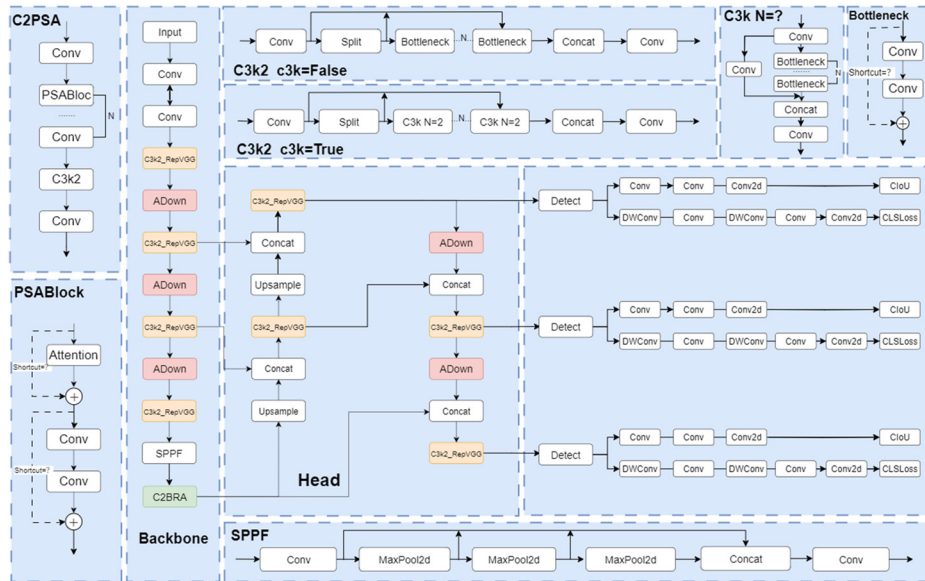 C2PSA
Conv
PSABloc
........
Conv
N
C3k2
Conv
PSABlock
Shortcut=?
Attention
Conv
Shortcut=?
Conv
Input
Conv
Conv
C3k2_RepVGG
ADown
C3k2_RepVGG
ADown
C3k2_RepVGG
ADown
C3k2_RepVGG
SPPF
C2BRA
Backbone
Conv Split Bottleneck N Bottleneck Concat Conv
C3k2 c3k=False
Conv Split C3k N=2 N C3k N=2 Concat Conv
C3k2 c3k=True
C3k N=?
Conv
Conv
Bottleneck
........
Bottleneck
N
Concat
Conv
Bottleneck
Conv
Shortcut=?
Conv
C3k2_RepVGG
Concat
Upsample
C3k2_RepVGG
Concat
Upsample
ADown
Concat
C3k2_RepVGG
ADown
Concat
C3k2_RepVGG
Head
Detect
Conv Conv Conv2d CIoU
DWConv Conv DWConv Conv Conv2d CLSLoss
Detect
Conv Conv Conv2d CIoU
DWConv Conv DWConv Conv Conv2d CLSLoss
Detect
Conv Conv Conv2d CIoU
DWConv Conv DWConv Conv Conv2d CLSLoss
SPPF
Conv MaxPool2d MaxPool2d MaxPool2d Concat Conv